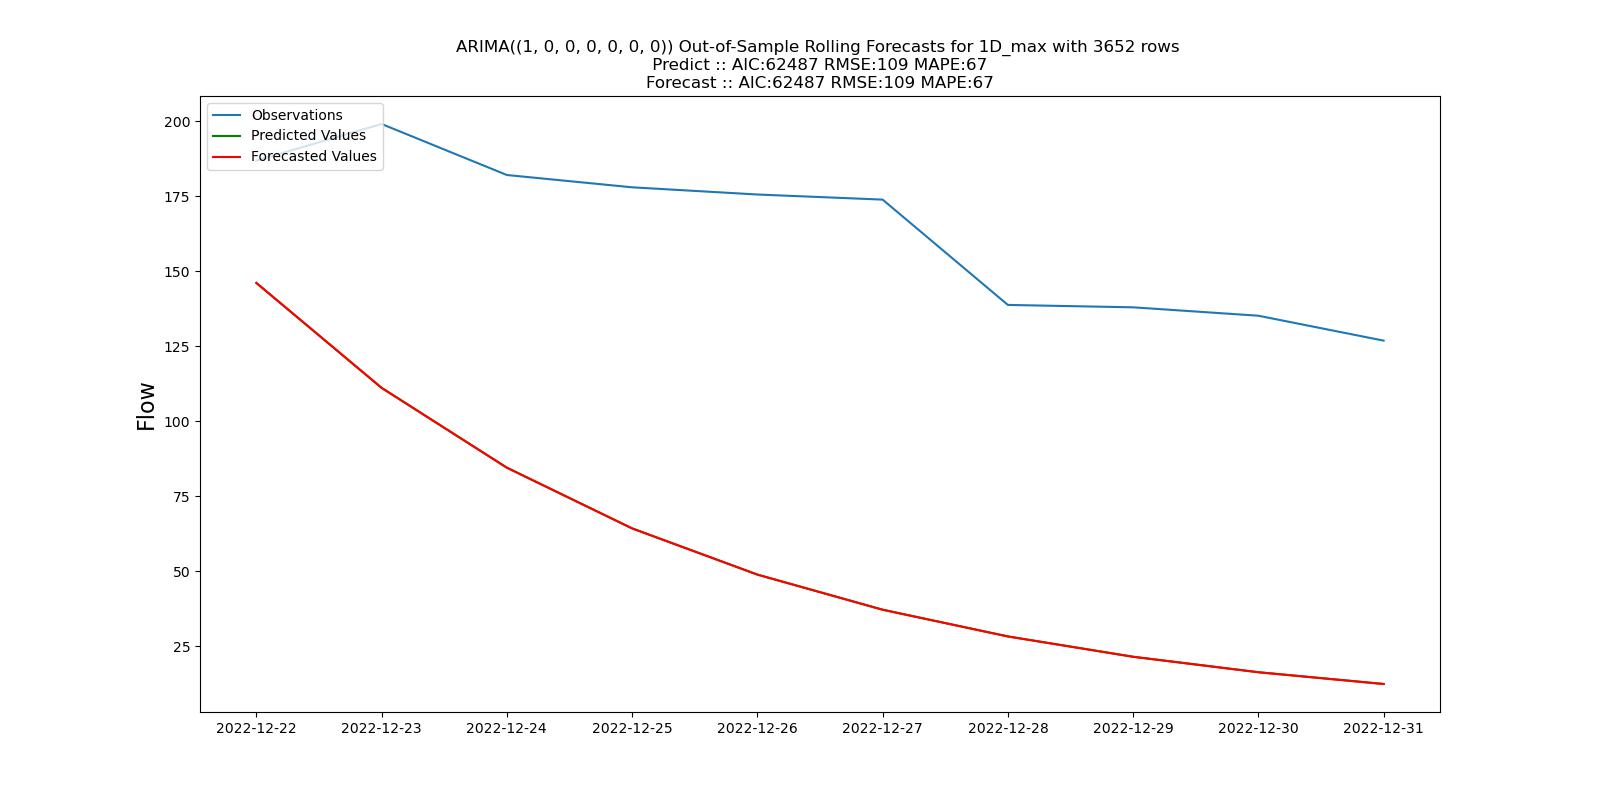 ARIMA((1, 0, 0, 0, 0, 0, 0)) Out-of-Sample Rolling Forecasts for 1D_max with 3652 rows
Predict :: AIC:62487 RMSE:109 MAPE:67
Forecast :: AIC:62487 RMSE:109 MAPE:67
Observations
Predicted Values
Forecasted Values
200
175
150
125
100
75
50
25
Flow
2022-12-22
2022-12-23
2022-12-24
2022-12-25
2022-12-26
2022-12-27
2022-12-28
2022-12-29
2022-12-30
2022-12-31